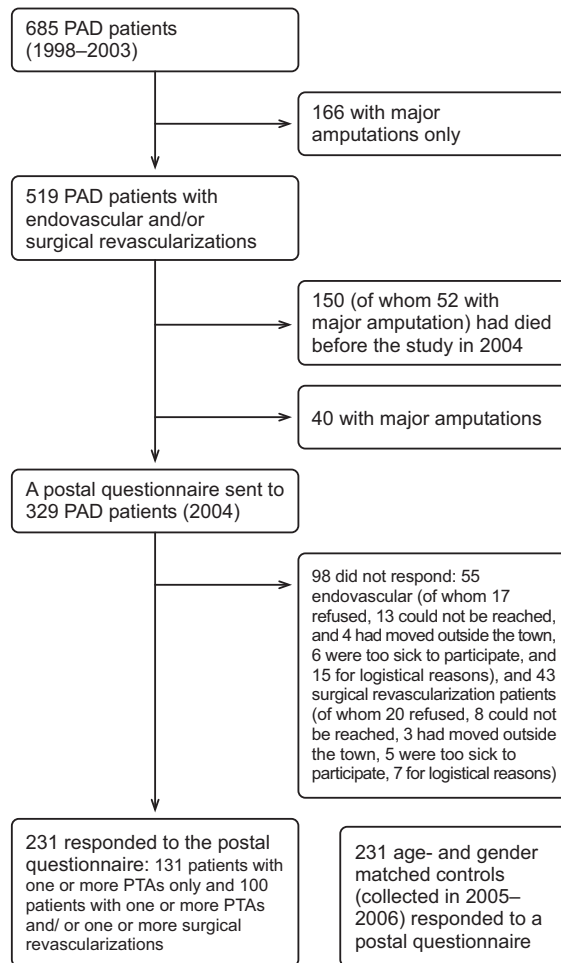 685 PAD patients
(1998–2003)
166 with major
amputations only
519 PAD patients with
endovascular and/or
surgical revascularizations
150 (of whom 52 with
major amputation) had died
before the study in 2004
40 with major amputations
A postal questionnaire sent to
329 PAD patients (2004)
98 did not respond: 55
endovascular (of whom 17
refused, 13 could not be reached,
and 4 had moved outside the town,
6 were too sick to participate, and
15 for logistical reasons), and 43
surgical revascularization patients
(of whom 20 refused, 8 could not
be reached, 3 had moved outside
the town, 5 were too sick to
participate, 7 for logistical reasons)
231 responded to the postal
questionnaire: 131 patients with
one or more PTAs only and 100
patients with one or more PTAs
and/ or one or more surgical
revascularizations
231 age- and gender
matched controls
(collected in 2005–
2006) responded to a
postal questionnaire